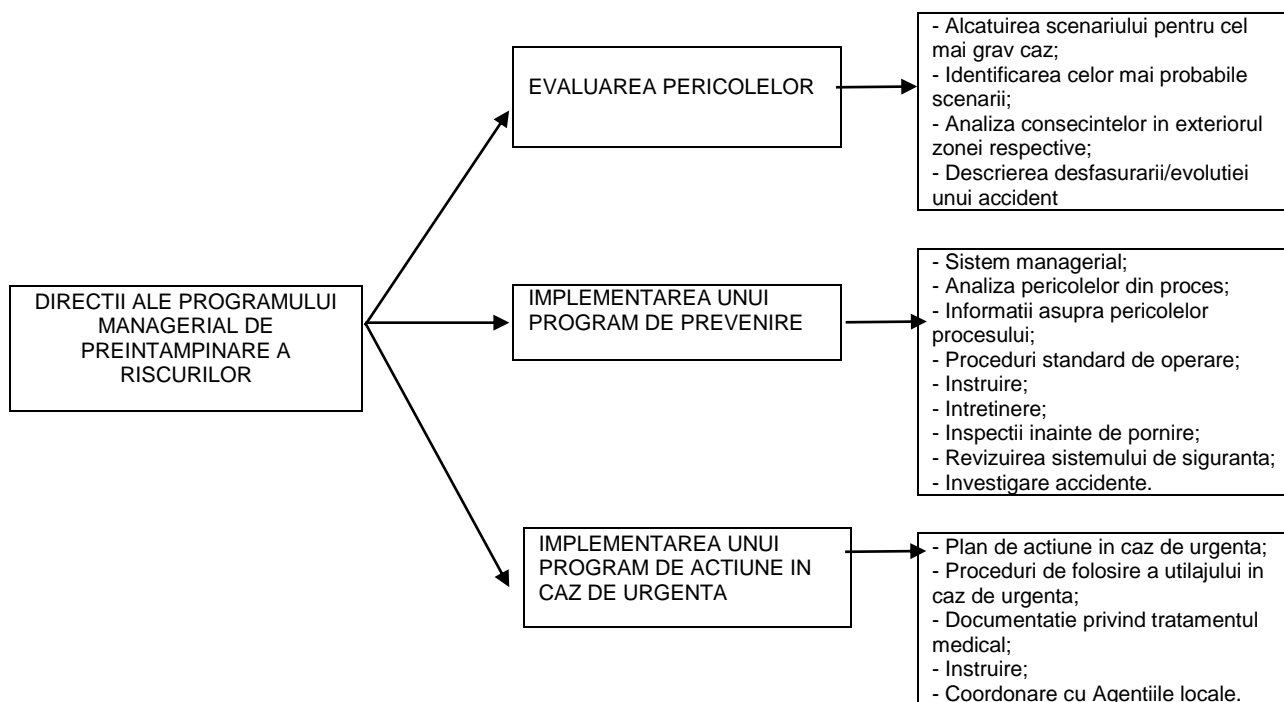 DIRECTII ALE PROGRAMULUI
MANAGERIAL DE
PREINTAMPINARE A
RISCURILOR
EVALUAREA PERICOLELOR
- Alcatuirea scenariului pentru cel
mai grav caz;
- Identificarea celor mai probabile
scenarii;
- Analiza consecintelor in exteriorul
zonei respective;
- Descrierea desfasurarii/evolutiei
unui accident
IMPLEMENTAREA UNUI
PROGRAM DE PREVENIRE
- Sistem managerial;
- Analiza pericolelor din proces;
- Informatii asupra pericolelor
procesului;
- Proceduri standard de operare;
- Instruire;
- Intretinere;
- Inspectii inainte de pornire;
- Revizuirea sistemului de siguranta;
- Investigare accidente.
IMPLEMENTAREA UNUI
PROGRAM DE ACTIUNE IN
CAZ DE URGENTA
- Plan de actiune in caz de urgenta;
- Proceduri de folosire a utilajului in
caz de urgenta;
- Documentatie privind tratamentul
medical;
- Instruire;
- Coordonare cu Agentiile locale.